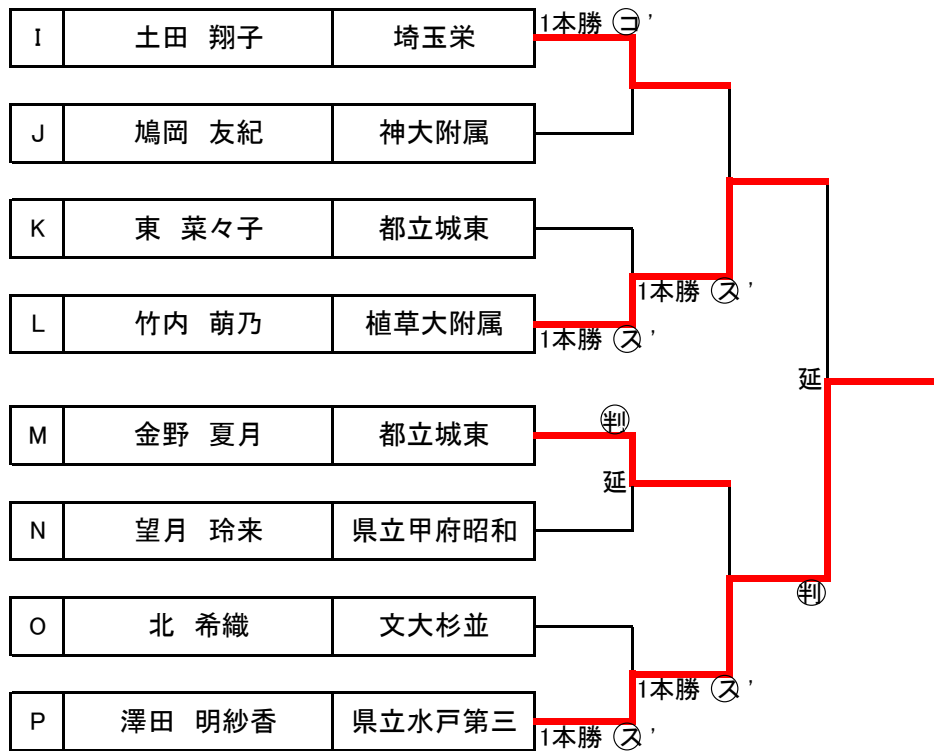 I 土田 翔子 埼玉栄 1本勝 ㋙ '
J 鳩岡 友紀 神大附属
K 東 菜々子 都立城東
1本勝 ㋜ '
L 竹内 萌乃 植草大附属 1本勝 ㋜ '
延
判
M 金野 夏月 都立城東
延
N 望月 玲来 県立甲府昭和
判
O 北 希織 文大杉並
1本勝 ㋜ '
P 澤田 明紗香 県立水戸第三 1本勝 ㋜ '